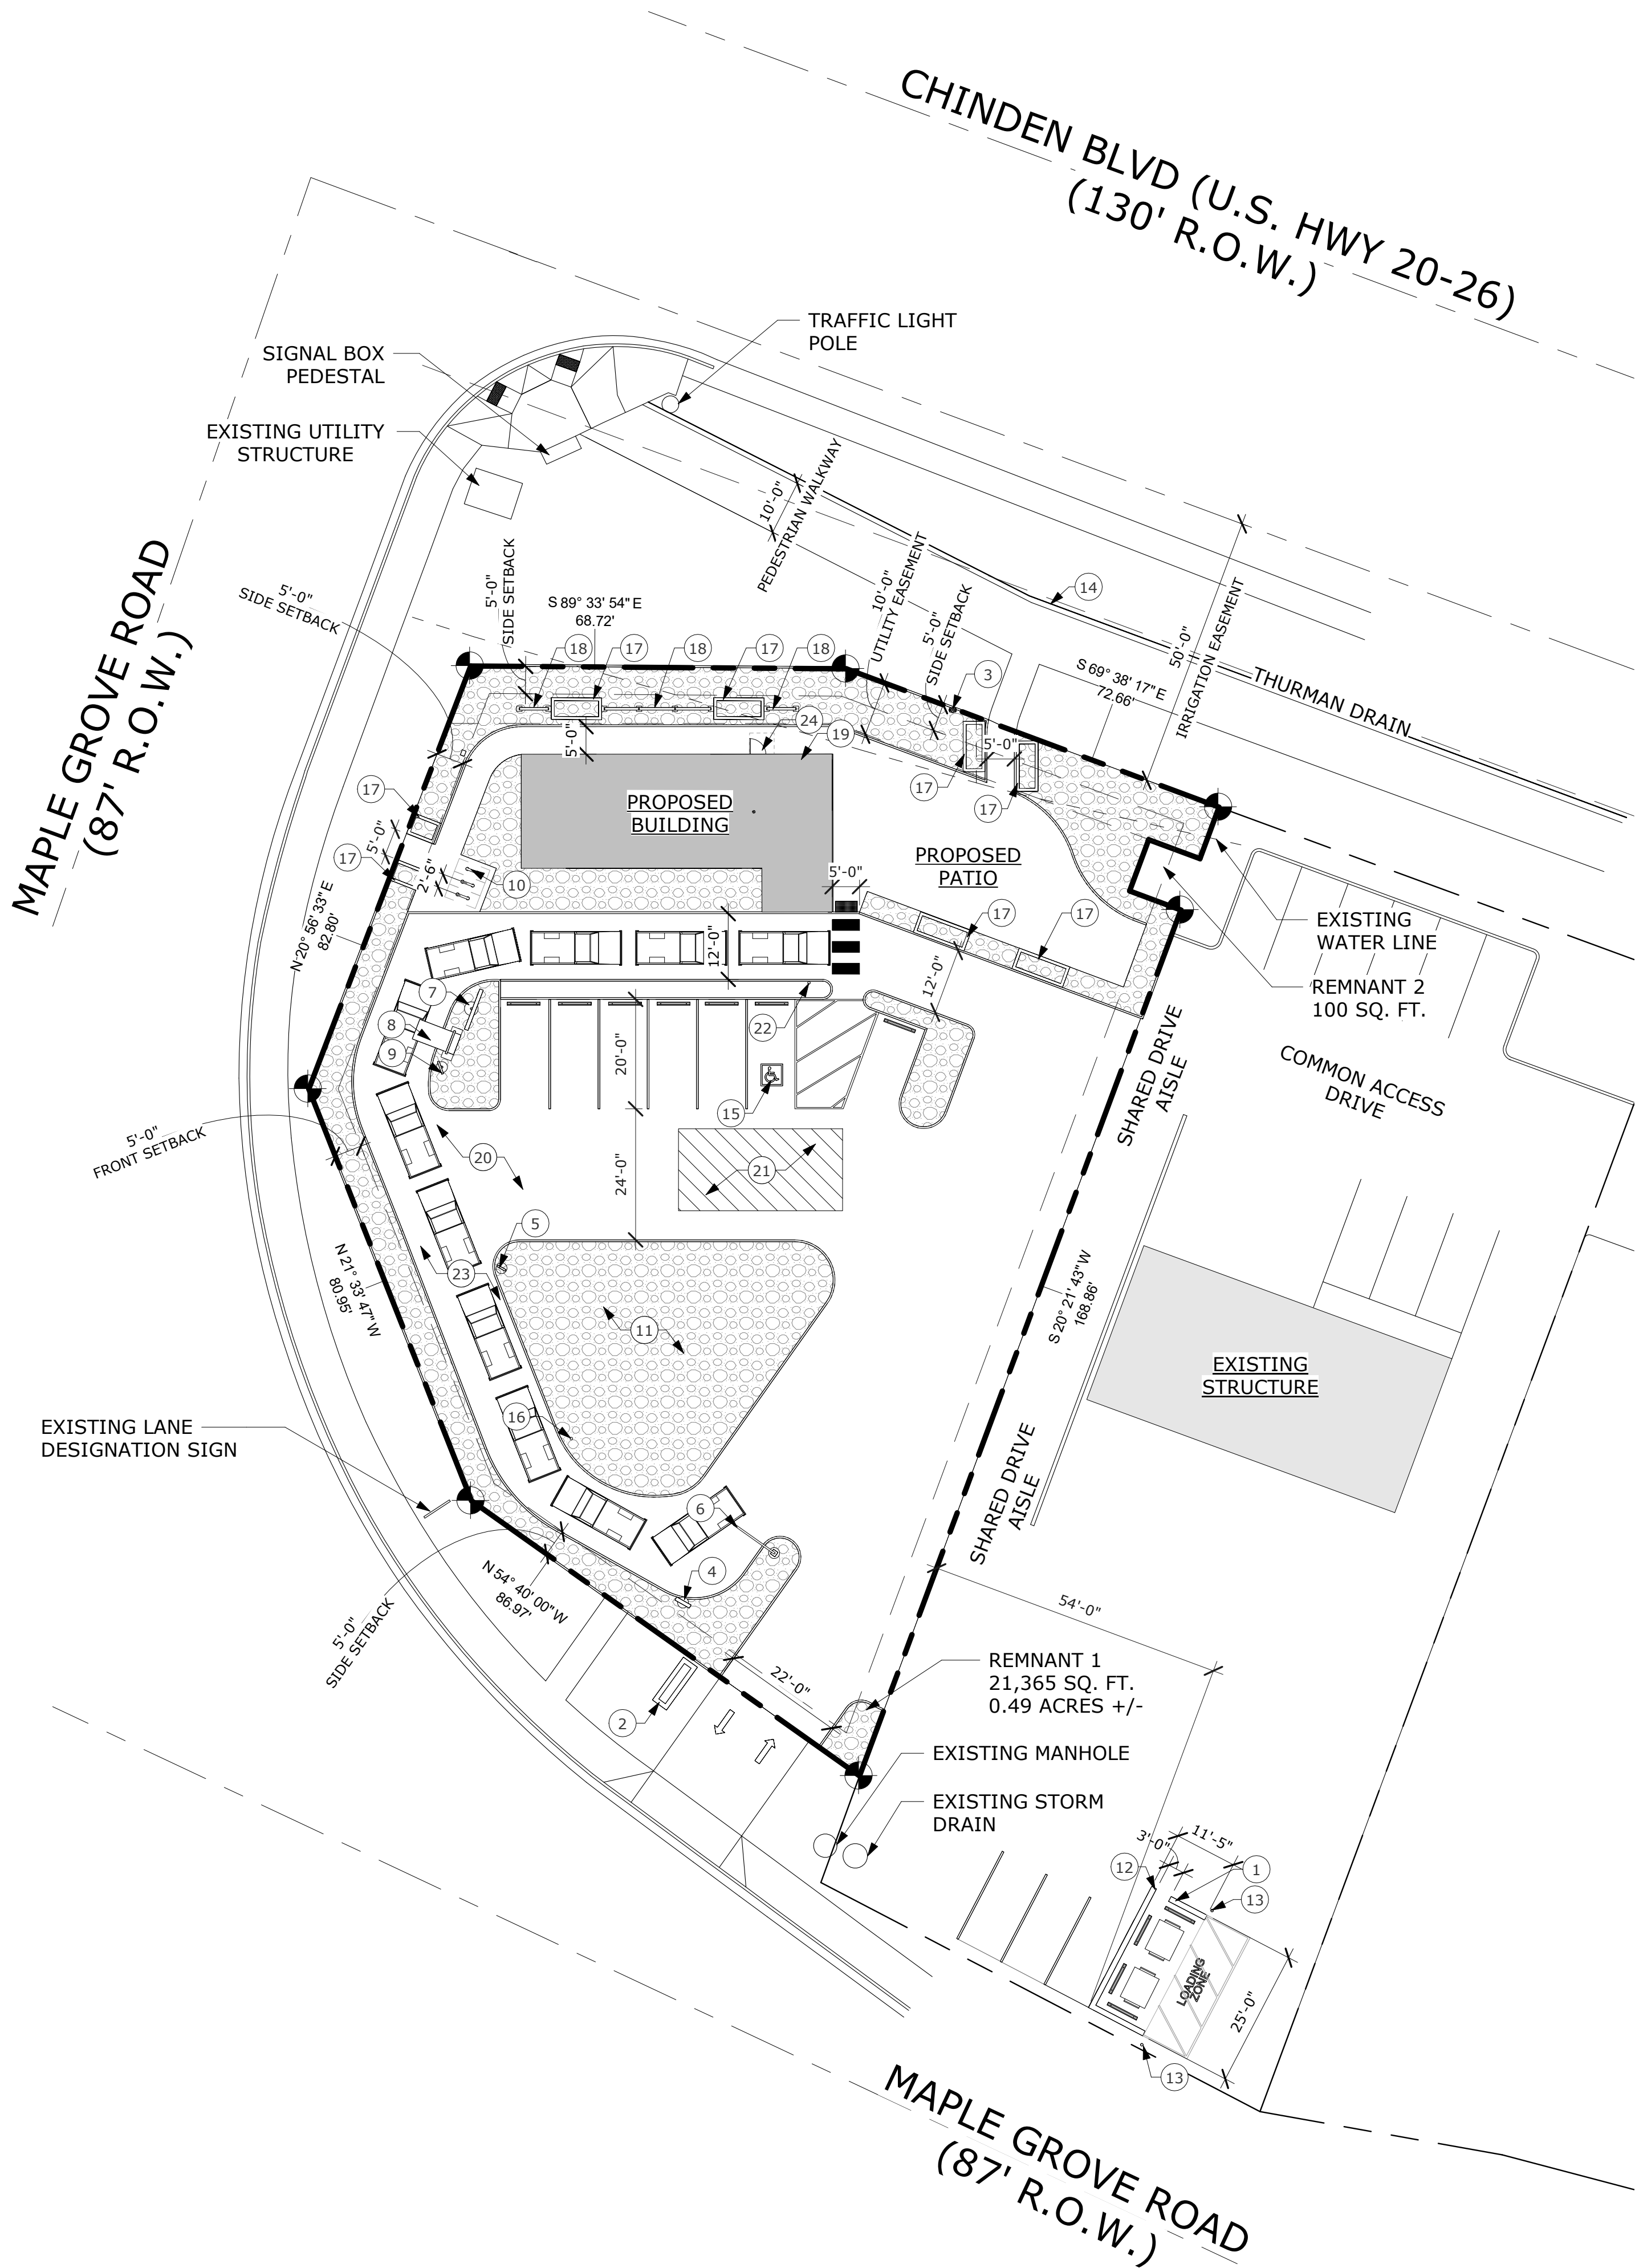 CHINDEN BLVD (U.S. HWY 20-26)
(130' R.O.W.)
TRAFFIC LIGHT
POLE
SIGNAL BOX
PEDESTAL
EXISTING UTILITY
STRUCTURE
MAPLE GROVE ROAD
(87' R.O.W.)
10'-0"
PEDESTRIAN WALKWAY
5'-0"
SIDE SETBACK
5'-0"
SIDE SETBACK
S 89° 33' 54" E
68.72'
10'-0"
UTILITY EASEMENT
5'-0"
SIDE SETBACK
14
50'-0"
IRRIGATION EASEMENT
S 69° 38' 17" E
72.66'
THURMAN DRAIN
18
17
18
17
18
3
24
19
5'-0"
5'-0"
17
17
17
5'-0"
17
2'-6"
10
PROPOSED
BUILDING
PROPOSED
PATIO
5'-0"
17
17
EXISTING
WATER LINE
REMNANT 2
100 SQ. FT.
N 20° 56' 33" E
82.80'
12'-0"
12'-0"
7
8
9
22
20'-0"
15
SHARED DRIVE
AISLE
COMMON ACCESS
DRIVE
5'-0"
FRONT SETBACK
20
24'-0"
21
5
23
N 21° 33' 47" W
80.95'
11
S 20° 21' 43" W
168.86'
EXISTING
STRUCTURE
EXISTING LANE
DESIGNATION SIGN
16
6
SHARED DRIVE
AISLE
4
N 54° 40' 00" W
86.97'
5'-0"
SIDE SETBACK
54'-0"
22'-0"
2
REMNANT 1
21,365 SQ. FT.
0.49 ACRES +/-
EXISTING MANHOLE
EXISTING STORM
DRAIN
3'-0"
11'-5"
12
1
13
LOADING
ZONE
25'-0"
13
MAPLE GROVE ROAD
(87' R.O.W.)